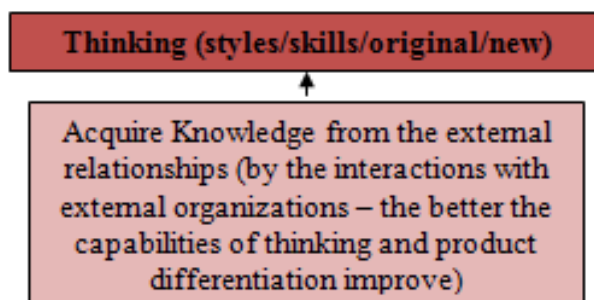 Thinking (styles/skills/original/new)
Acquire Knowledge from the external
relationships (by the interactions with
external organizations – the better the
capabilities of thinking and product
differentiation improve)